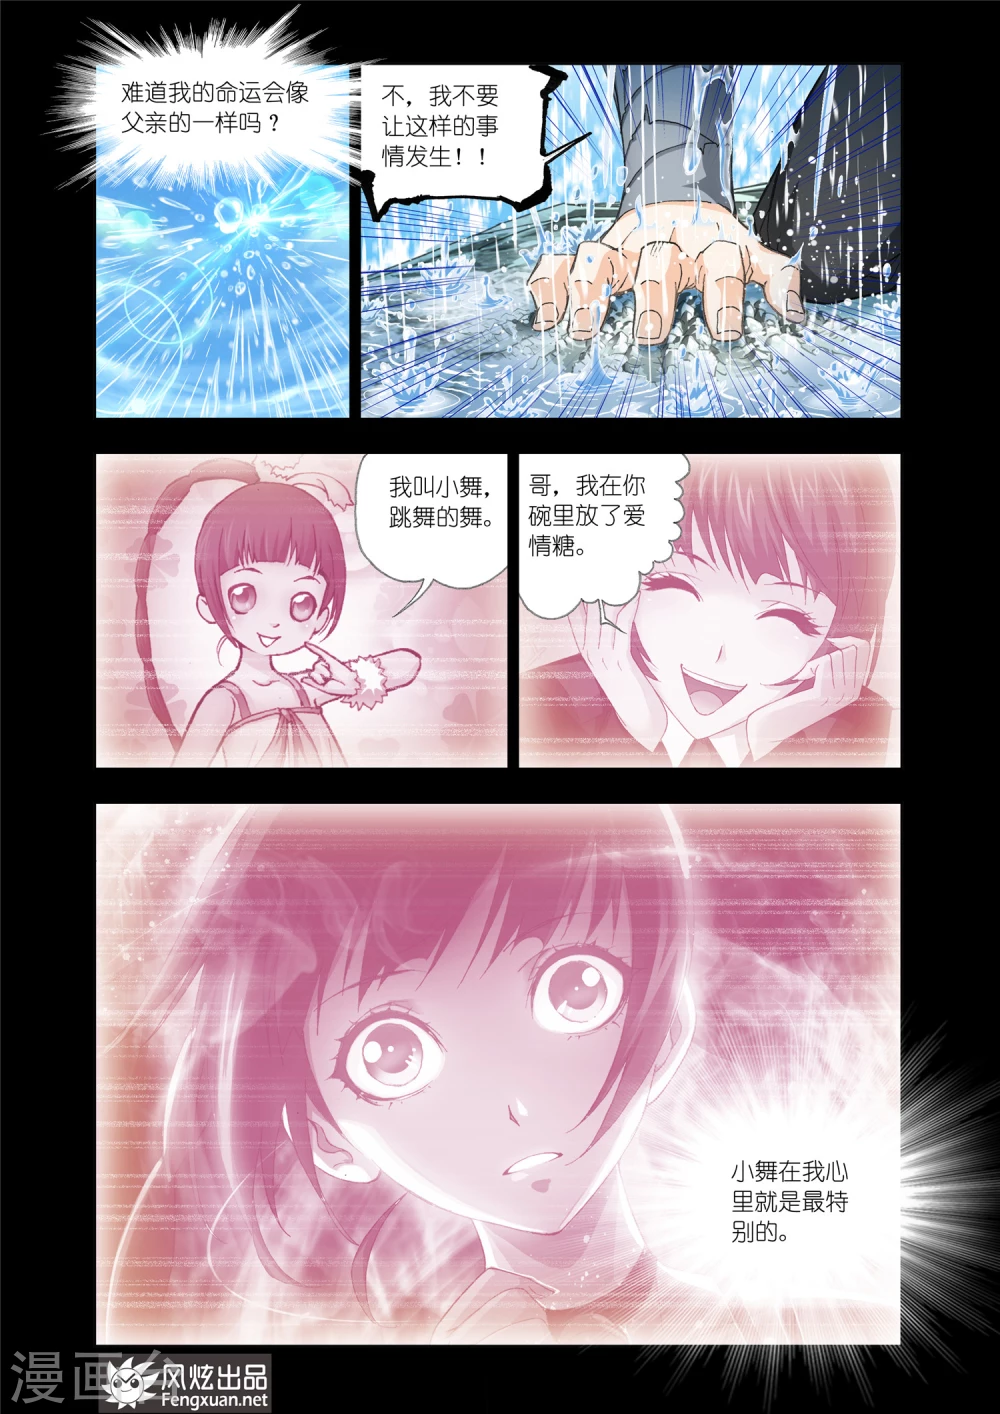 难道我的命运会像
父亲的一样吗？
不，我不要
让这样的事
情发生！！
我叫小舞，
跳舞的舞。
哥，我在你
碗里放了爱
情糖。
小舞在我心
里就是最特
别的。
漫画台
风炫出品
Fengxuan.net